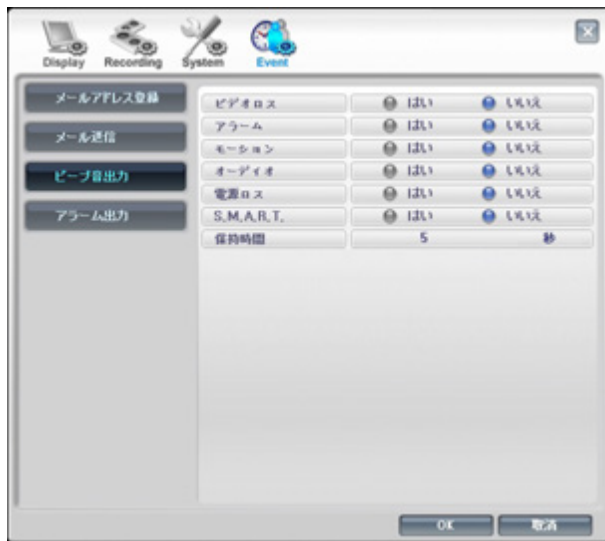 Display Recording System Event
メールアドレス登録
メール送信
ビープ音出力
アラーム出力
ビデオロス はい いいえ
アラーム はい いいえ
モーション はい いいえ
オーディオ はい いいえ
電源ロス はい いいえ
S.M.A.R.T. はい いいえ
保持時間 5 秒
OK 取消